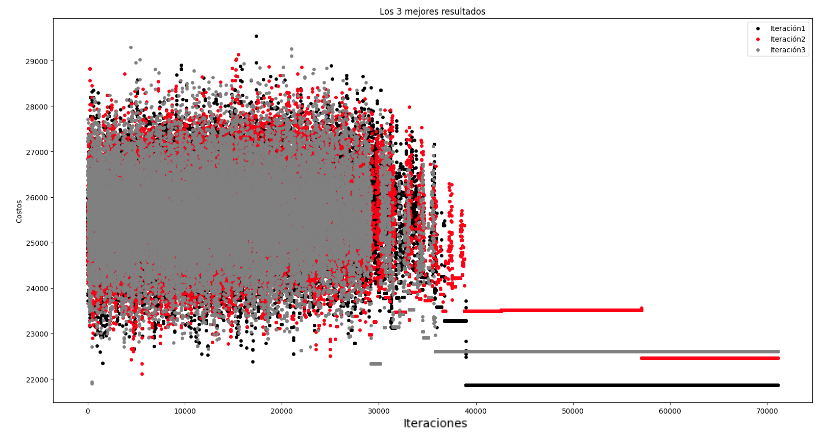 Los 3 mejores resultados
Iteración1
Iteración2
Iteración3
29000
28000
27000
26000
25000
24000
23000
22000
Costos
0 10000 20000 30000 40000 50000 60000 70000
Iteraciones